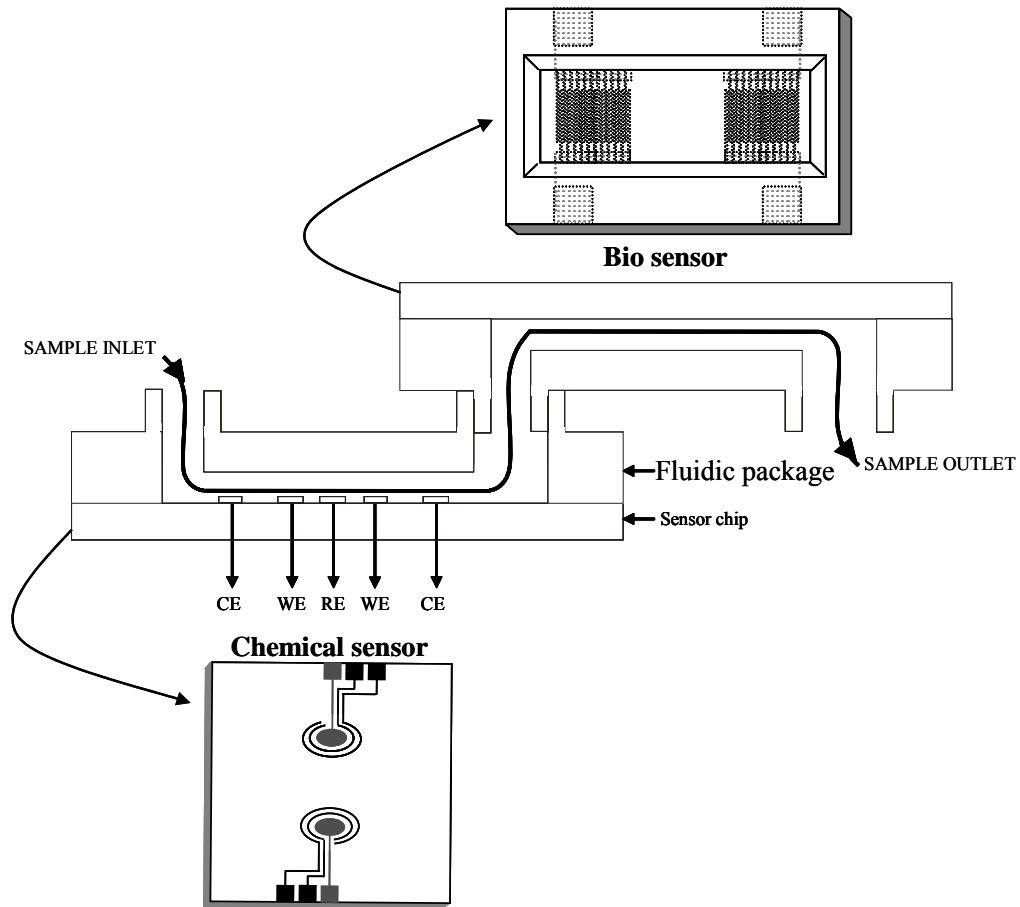 Bio sensor
SAMPLE INLET
SAMPLE OUTLET
Fluidic package
Sensor chip
CE WE RE WE CE
Chemical sensor